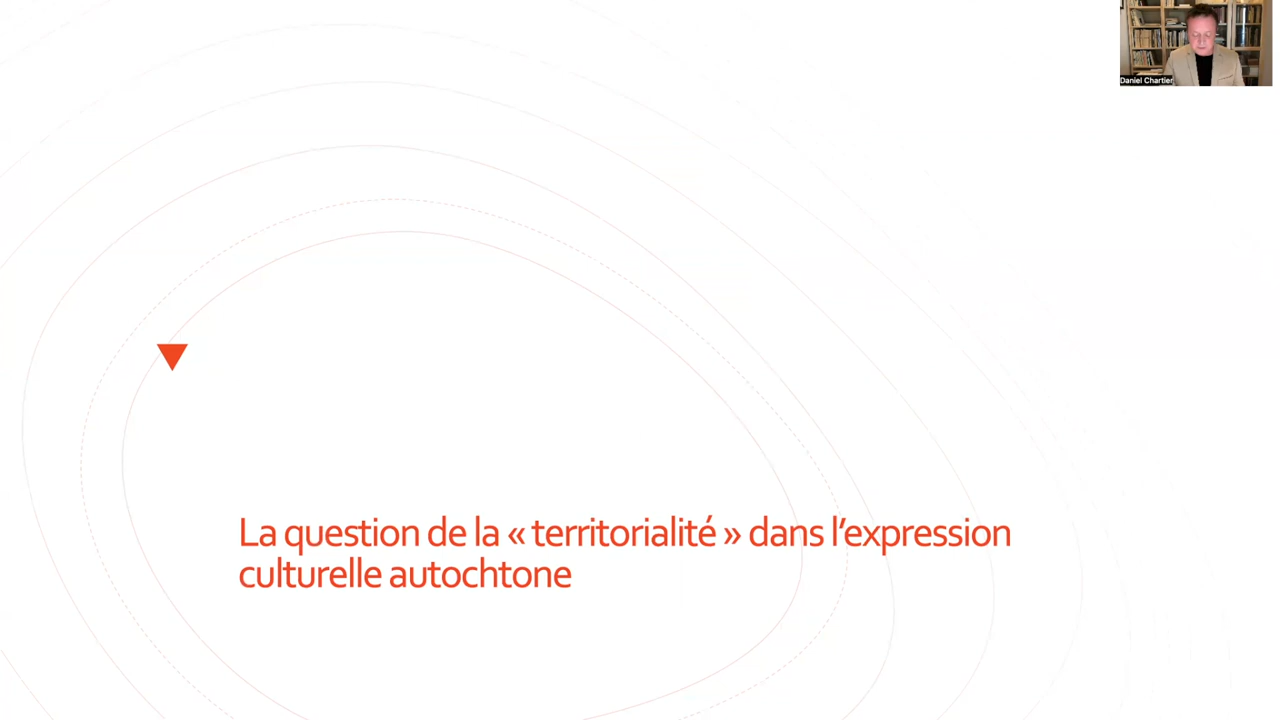 Daniel Chartier
La question de la « territorialité » dans l’expression
culturelle autochtone